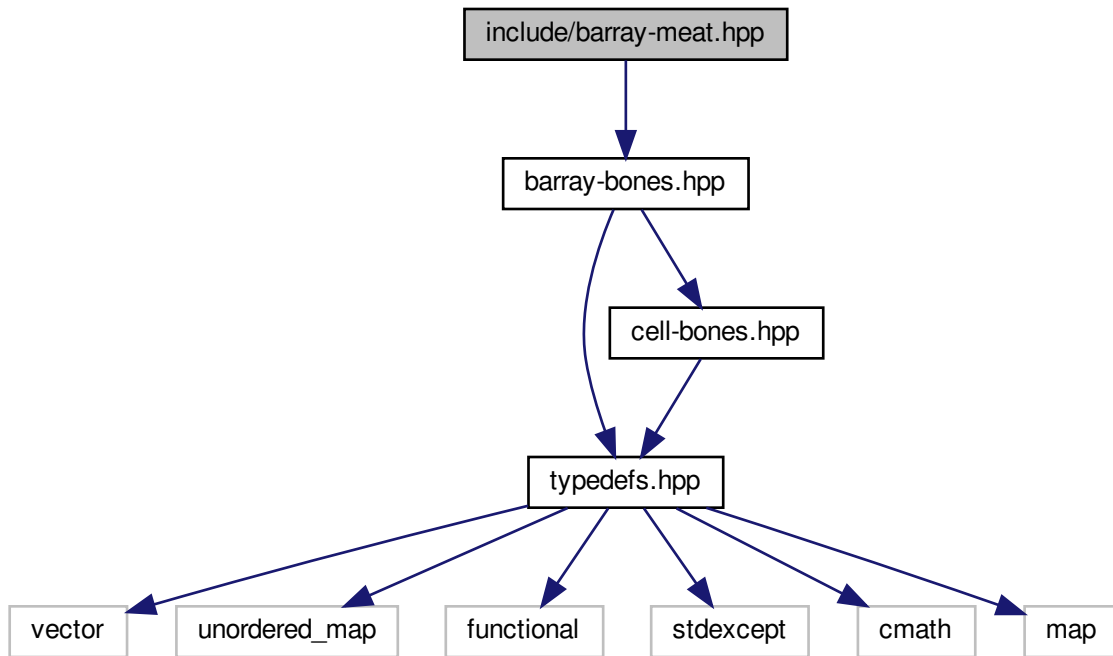 include/barray-meat.hpp
barray-bones.hpp
cell-bones.hpp
typedefs.hpp
vector
unordered_map
functional
stdexcept
cmath
map